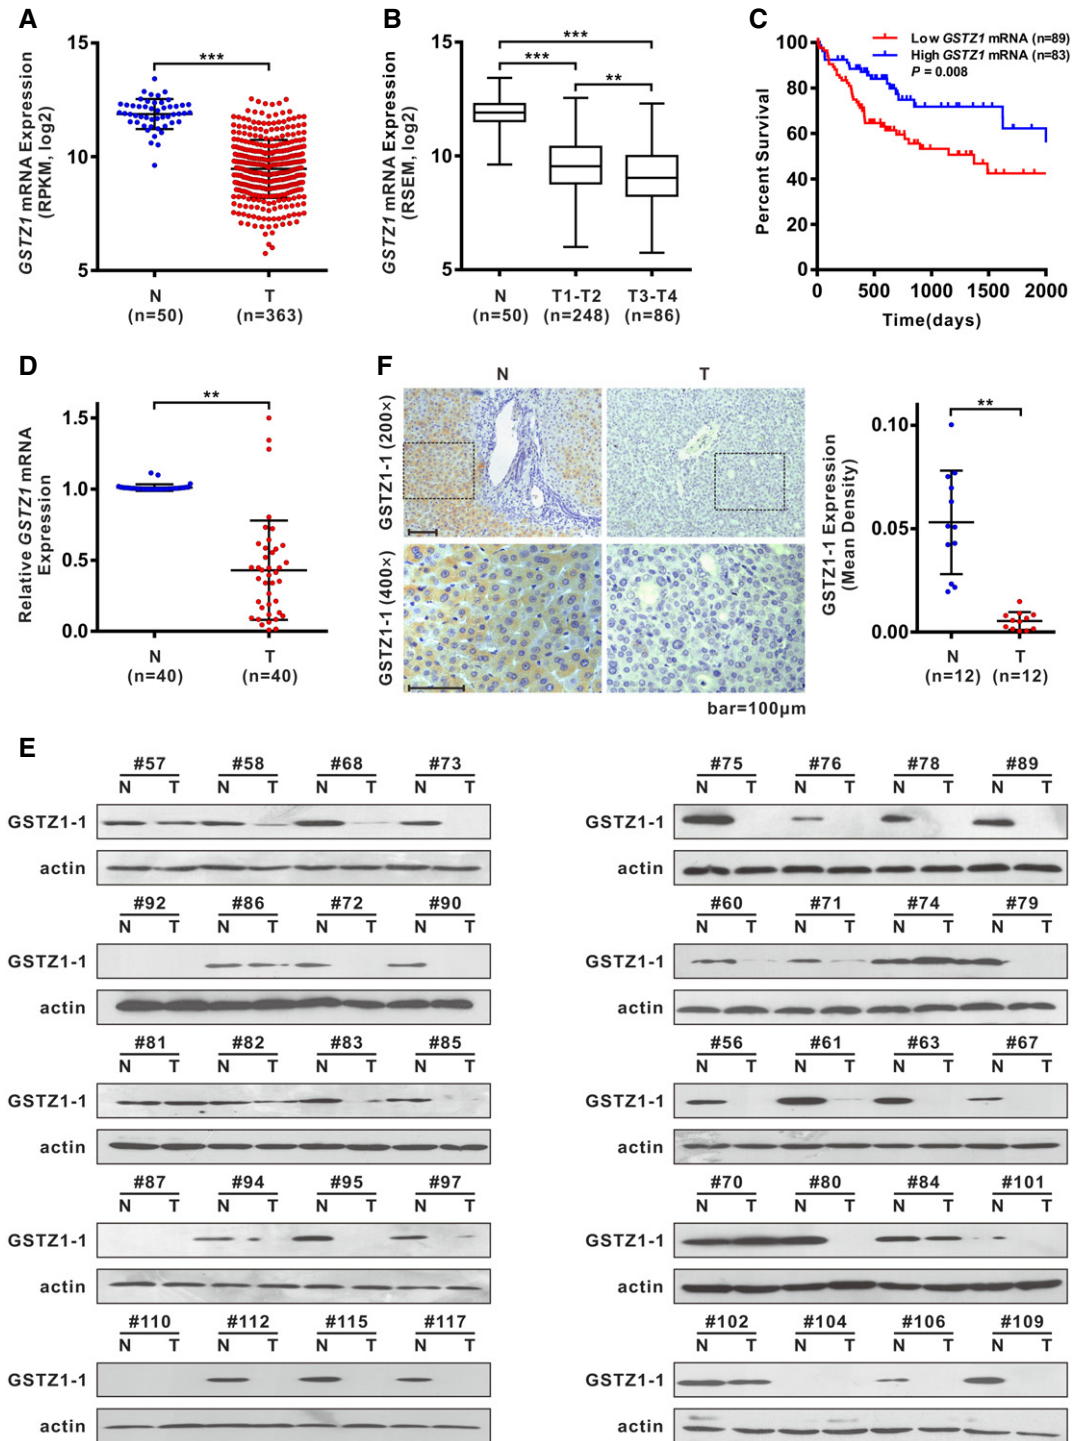 A
GSTZ1 mRNA Expression
(RPKM, log2)
15
10
5
***
N
T
(n=50)
(n=363)
B
GSTZ1 mRNA Expression
(RSEM, log2)
15
10
5
***
***
**
N
T1-T2
T3-T4
(n=50)
(n=248)
(n=86)
C
Low GSTZ1 mRNA (n=89)
High GSTZ1 mRNA (n=83)
P = 0.008
Percent Survival
100
80
60
40
20
0
0 500 1000 1500 2000
Time(days)
D
Relative GSTZ1 mRNA
Expression
1.5
1.0
0.5
0.0
**
N
T
(n=40)
(n=40)
F
N
T
GSTZ1-1 (200×)
GSTZ1-1 (400×)
bar=100μm
GSTZ1-1 Expression
(Mean Density)
0.10
0.05
0.00
**
N
T
(n=12)
(n=12)
E
#57 #58 #68 #73
N T N T N T N T
GSTZ1-1
actin
#92 #86 #72 #90
N T N T N T N T
GSTZ1-1
actin
#81 #82 #83 #85
N T N T N T N T
GSTZ1-1
actin
#87 #94 #95 #97
N T N T N T N T
GSTZ1-1
actin
#110 #112 #115 #117
N T N T N T N T
GSTZ1-1
actin
#75 #76 #78 #89
N T N T N T N T
GSTZ1-1
actin
#60 #71 #74 #79
N T N T N T N T
GSTZ1-1
actin
#56 #61 #63 #67
N T N T N T N T
GSTZ1-1
actin
#70 #80 #84 #101
N T N T N T N T
GSTZ1-1
actin
#102 #104 #106 #109
N T N T N T N T
GSTZ1-1
actin